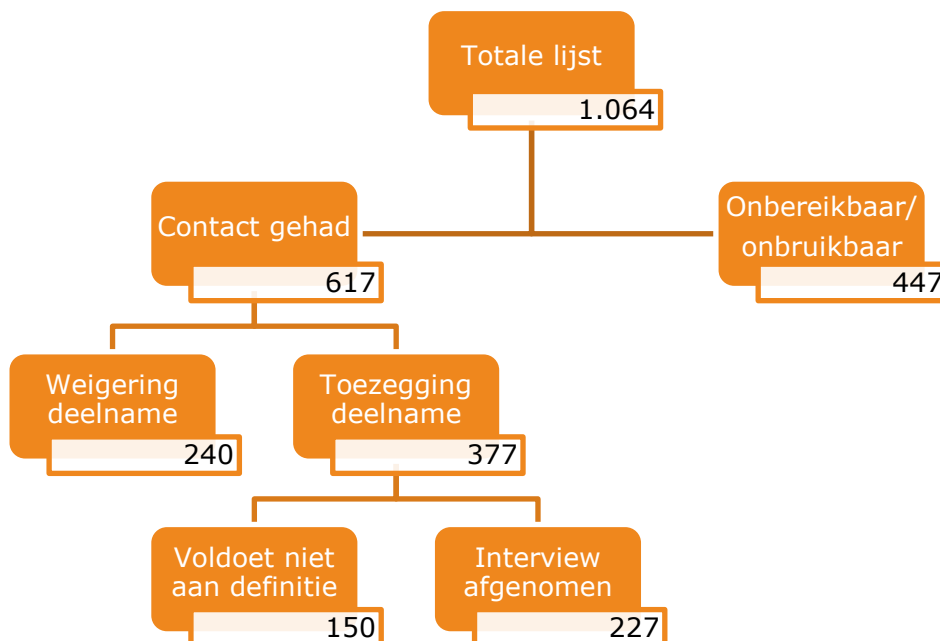 Totale lijst
1.064
Contact gehad
617
Onbereikbaar/
onbruikbaar
447
Weigering
deelname
240
Toezegging
deelname
377
Voldoet niet
aan definitie
150
Interview
afgenomen
227